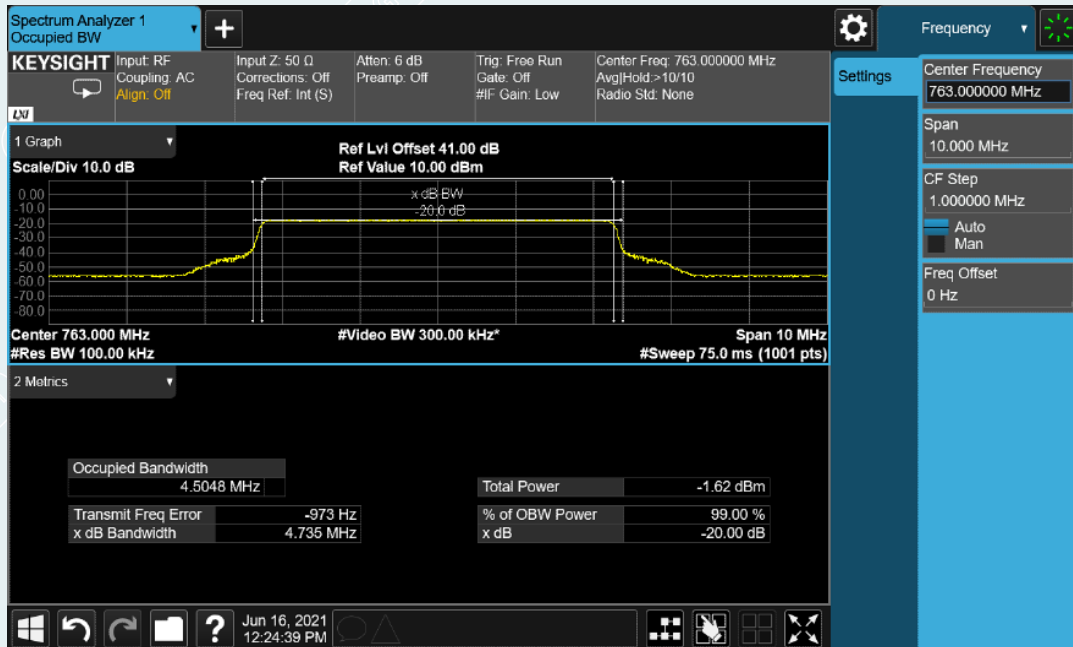 Spectrum Analyzer 1
Occupied BW
+
Frequency
KEYSIGHT
Input: RF
Coupling: AC
Align: Off
Input Z: 50 Ω
Corrections: Off
Freq Ref: Int (S)
Atten: 6 dB
Preamp: Off
Trig: Free Run
Gate: Off
#IF Gain: Low
Center Freq: 763.000000 MHz
Avg|Hold:>10/10
Radio Std: None
LXI
Settings
Center Frequency
763.000000 MHz
Span
10.000 MHz
CF Step
1.000000 MHz
Auto
Man
Freq Offset
0 Hz
1 Graph
Scale/Div 10.0 dB
Ref Lvl Offset 41.00 dB
Ref Value 10.00 dBm
x dB BW
-20.0 dB
0.00
-10.0
-20.0
-30.0
-40.0
-50.0
-60.0
-70.0
-80.0
Center 763.000 MHz
#Video BW 300.00 kHz*
Span 10 MHz
#Res BW 100.00 kHz
#Sweep 75.0 ms (1001 pts)
2 Metrics
Occupied Bandwidth
4.5048 MHz
Total Power -1.62 dBm
Transmit Freq Error -973 Hz
% of OBW Power 99.00 %
x dB Bandwidth 4.735 MHz
x dB -20.00 dB
?
Jun 16, 2021
12:24:39 PM